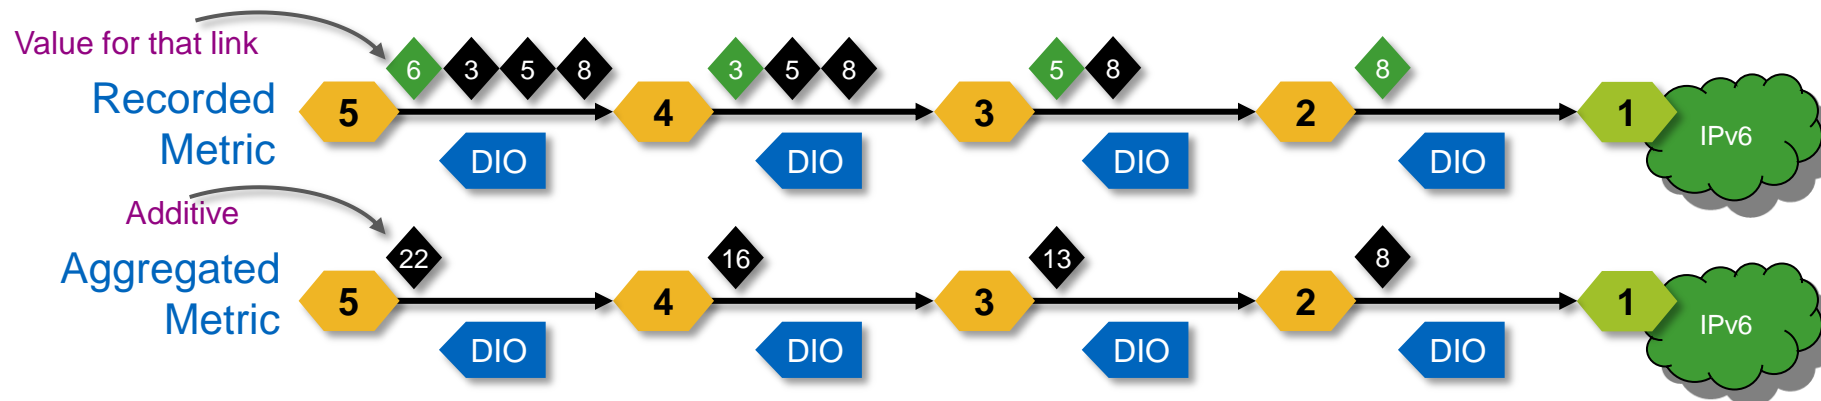 Value for that link
6 3 5 8 3 5 8 5 8 8
Recorded
Metric
5 4 3 2 1 IPv6
DIO DIO DIO DIO
Additive
22 16 13 8
Aggregated
Metric
5 4 3 2 1 IPv6
DIO DIO DIO DIO